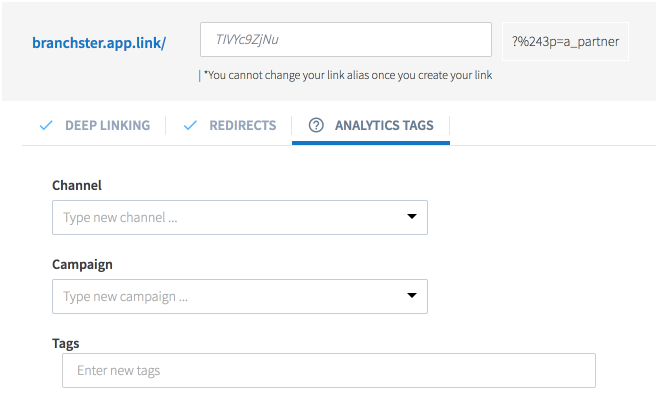 branchster.app.link/ TIVYc9ZjNu ?%243p=a_partner
*You cannot change your link alias once you create your link
DEEP LINKING REDIRECTS ANALYTICS TAGS
Channel
Type new channel ...
Campaign
Type new campaign ...
Tags
Enter new tags